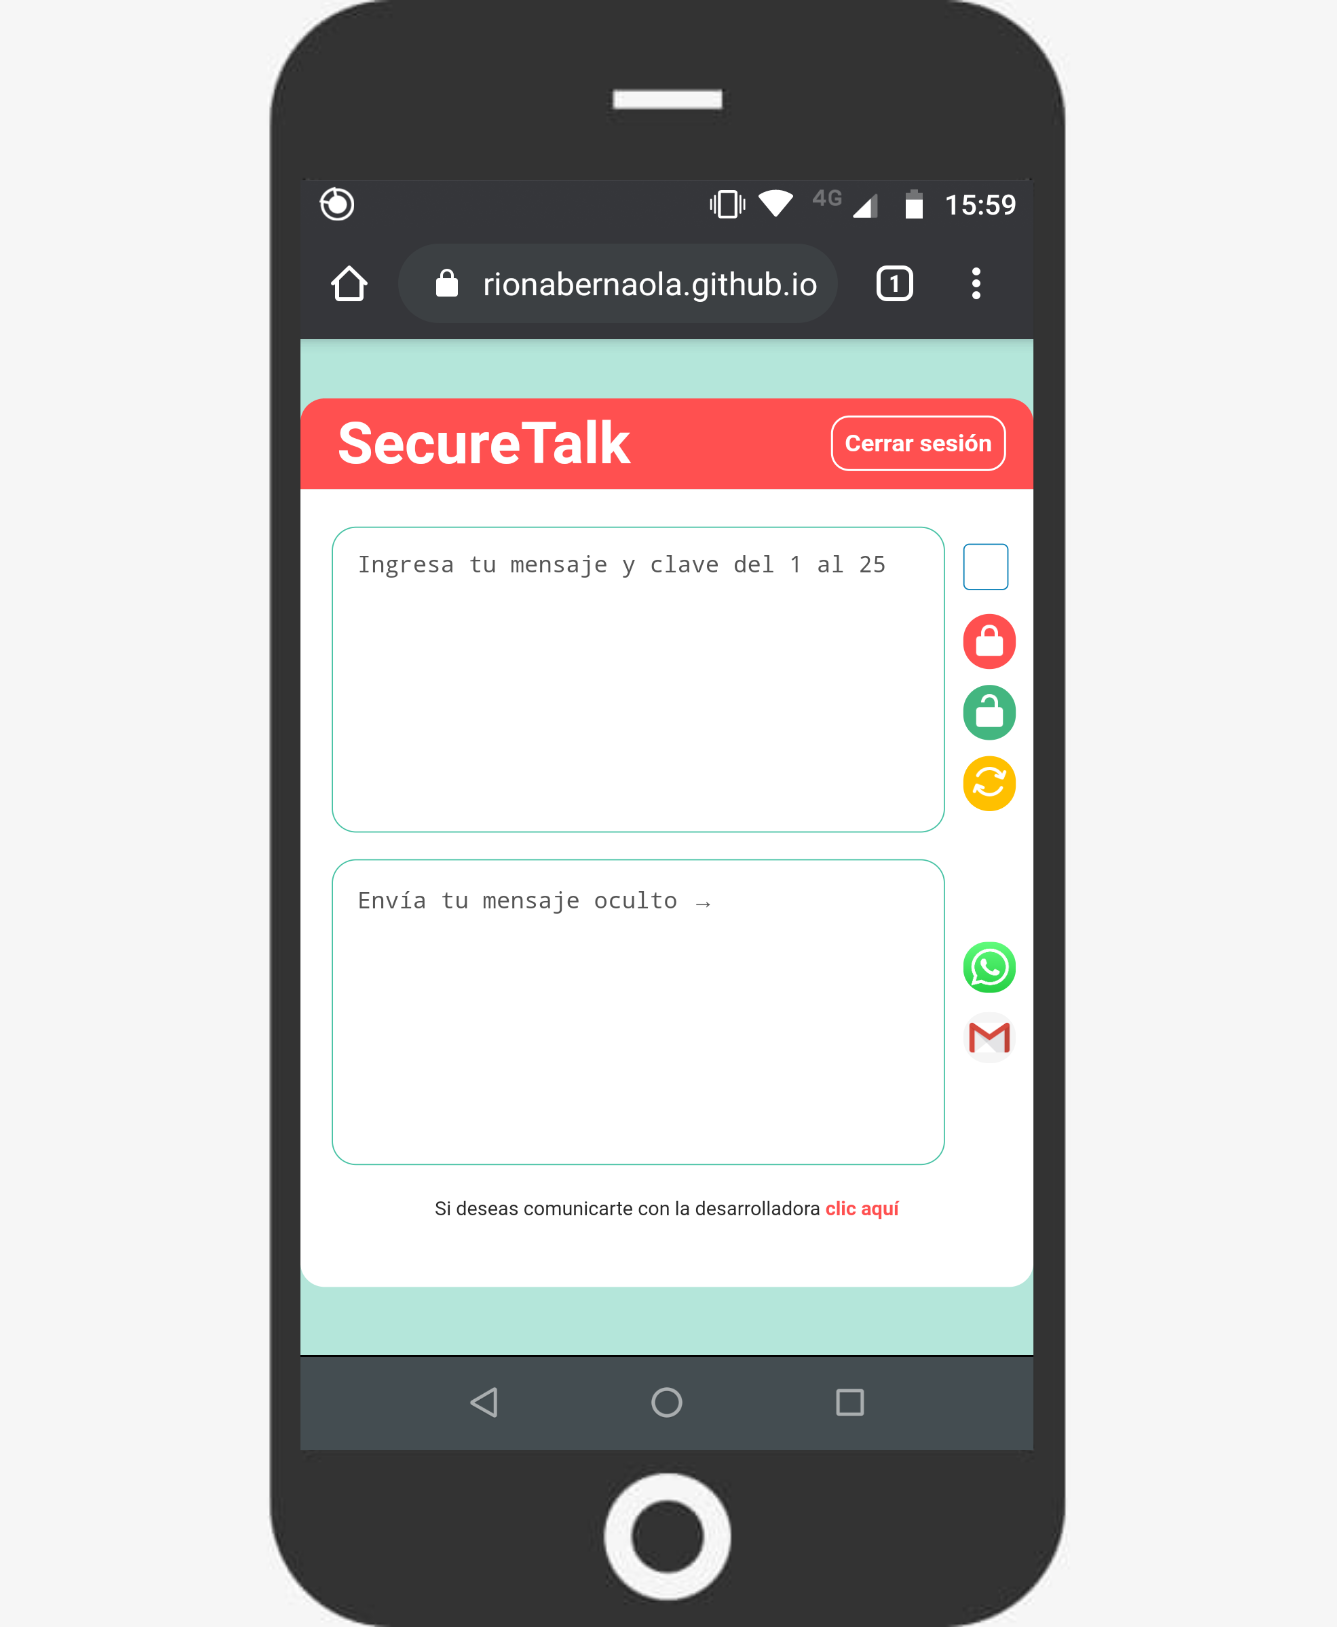 4G 15:59
rionabernaola.github.io 1
SecureTalk Cerrar sesión
Ingresa tu mensaje y clave del 1 al 25
Envía tu mensaje oculto →
Si deseas comunicarte con la desarrolladora clic aquí